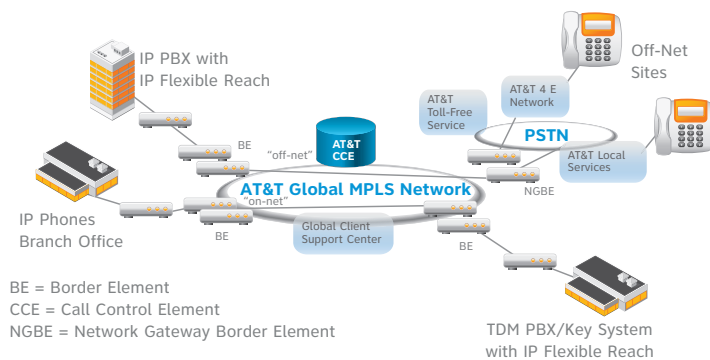 IP PBX with
IP Flexible Reach
BE
"off-net"
AT&T
CCE
AT&T
Toll-Free
Service
AT&T 4 E
Network
Off-Net
Sites
PSTN
AT&T Local
Services
NGBE
AT&T Global MPLS Network
"on-net"
IP Phones
Branch Office
BE
Global Client
Support Center
BE
BE = Border Element
CCE = Call Control Element
NGBE = Network Gateway Border Element
TDM PBX/Key System
with IP Flexible Reach